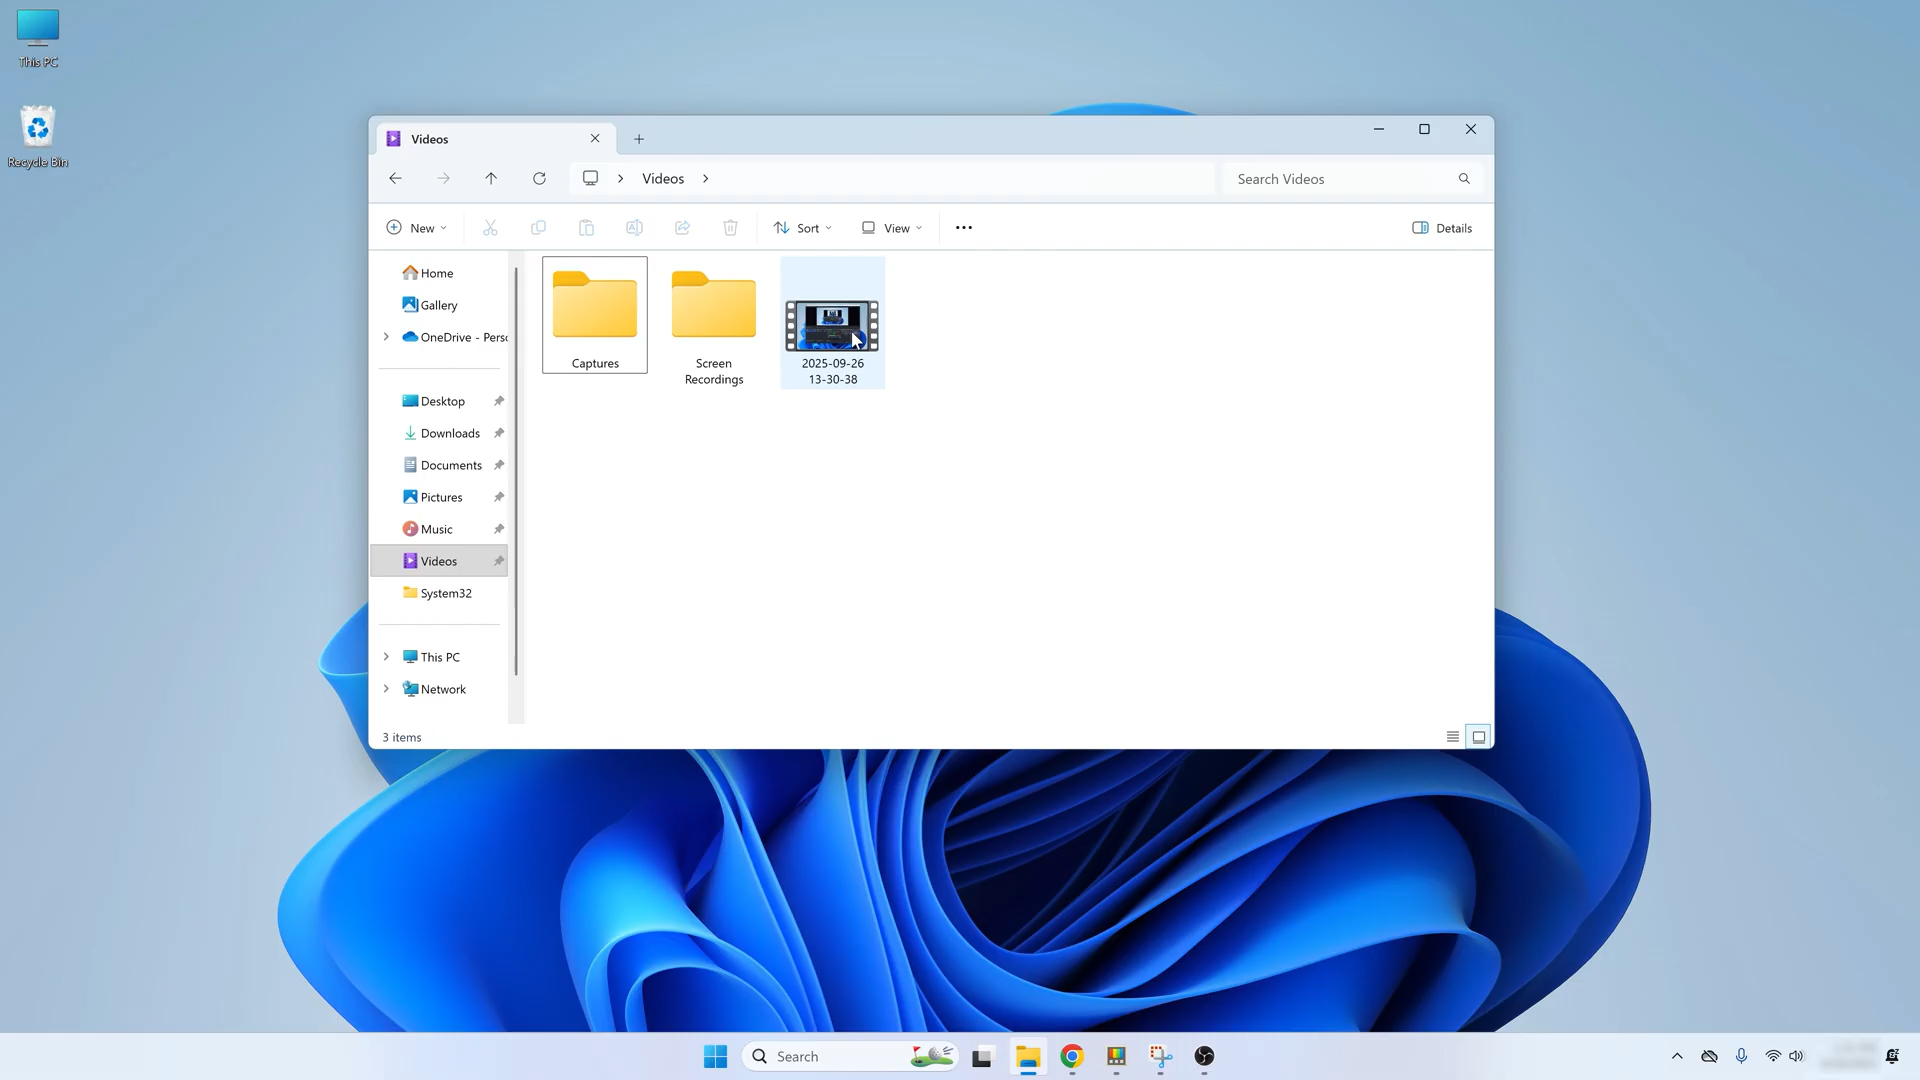 This PC
Recycle Bin
Videos
Videos
Search Videos
New
Sort
View
Details
Home
Gallery
OneDrive - Perso
Desktop
Downloads
Documents
Pictures
Music
Videos
System32
This PC
Network
Captures
Screen
Recordings
2025-09-26
13-30-38
3 items
Search